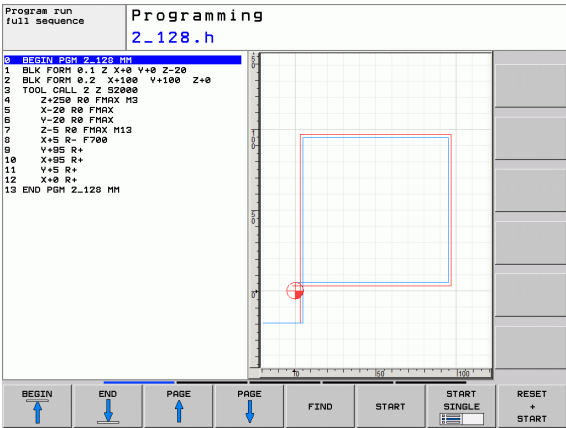 Program run
full sequence
Programming
2_128.h
0 BEGIN PGM 2_128 MM
1 BLK FORM 0.1 Z X+0 Y+0 Z-20
2 BLK FORM 0.2 X+100 Y+100 Z+0
3 TOOL CALL 2 Z S2000
4 Z+250 R0 FMAX M3
5 X-20 R0 FMAX
6 Y-20 R0 FMAX
7 Z-5 R0 FMAX M13
8 X+5 R- F700
9 Y+95 R+
10 X+95 R+
11 Y+5 R+
12 X+0 R+
13 END PGM 2_128 MM
100
50
0
0
50
100
BEGIN
END
PAGE
PAGE
FIND
START
START
SINGLE
RESET
+
START